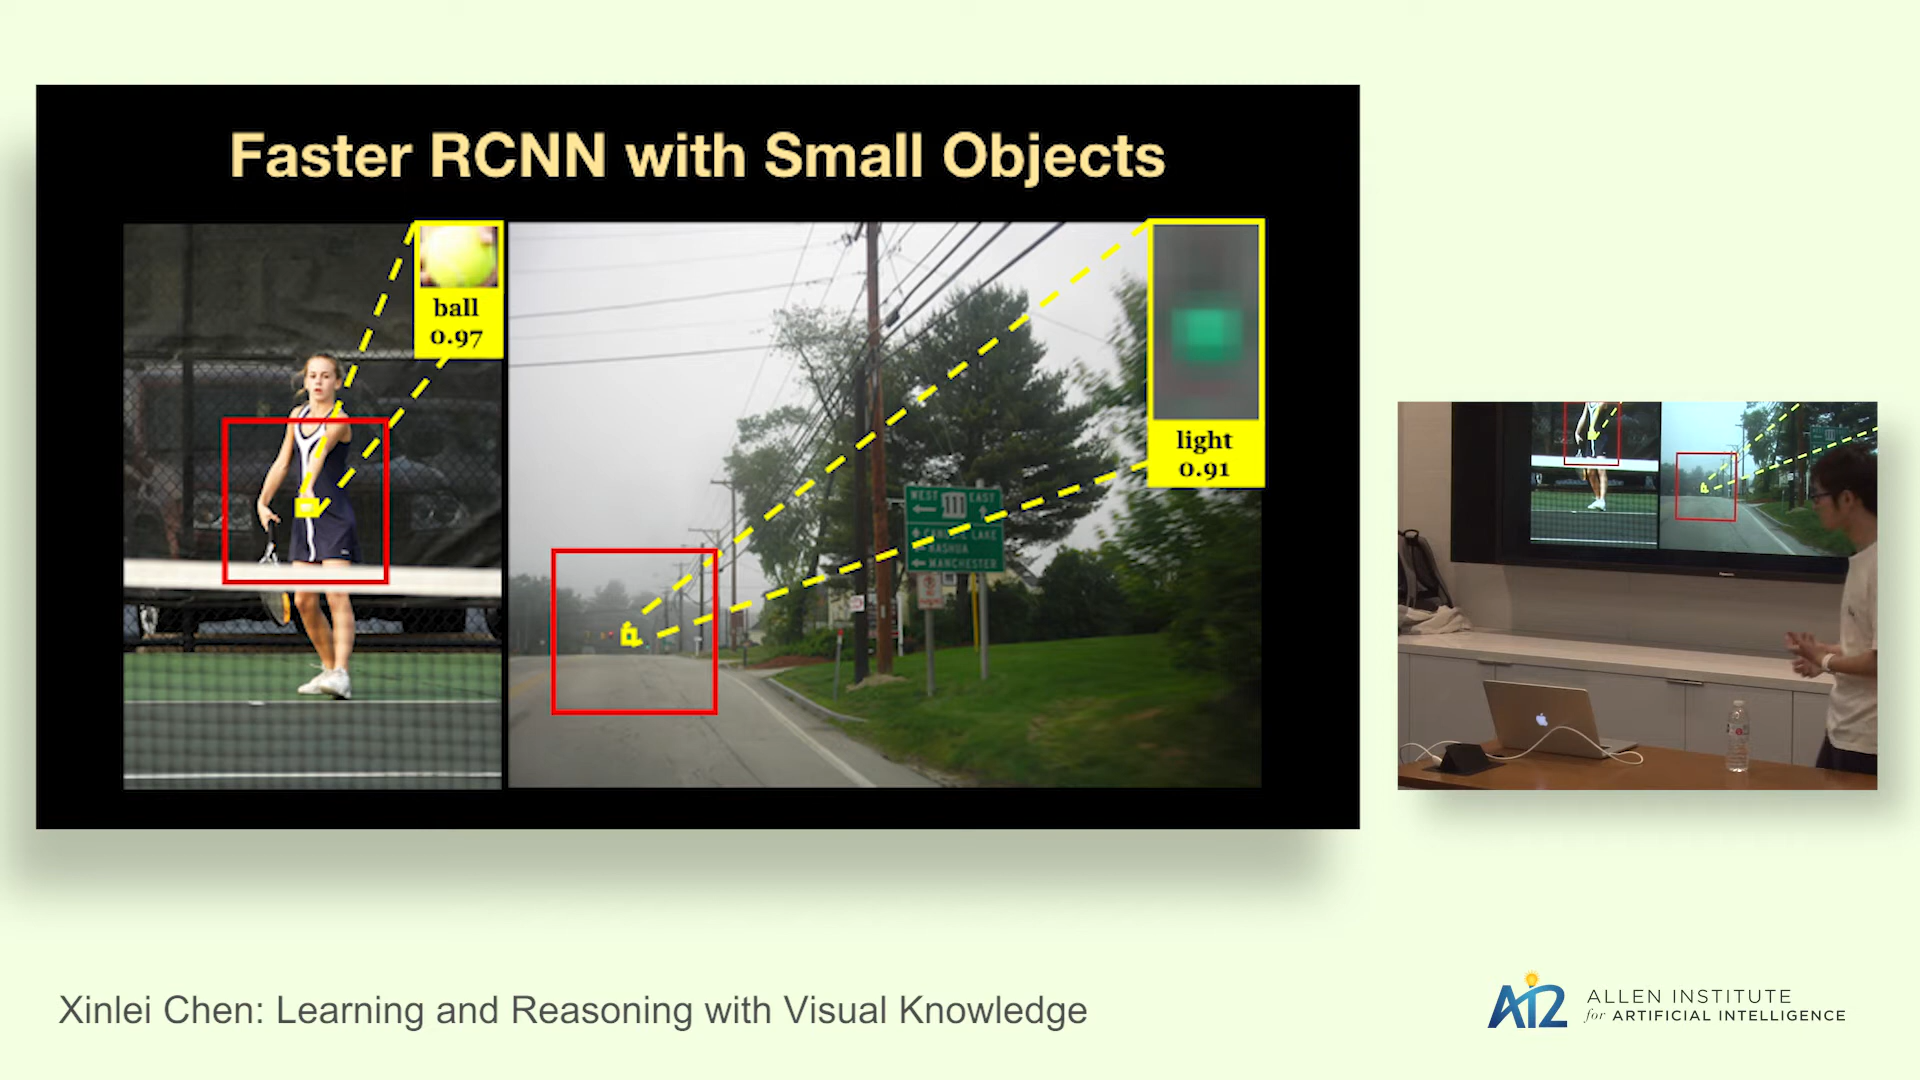 Faster RCNN with Small Objects
ball
0.97
light
0.91
WEST 111 EAST
NASHUA
MANCHESTER
Xinlei Chen: Learning and Reasoning with Visual Knowledge
AI2
ALLEN INSTITUTE
for ARTIFICIAL INTELLIGENCE